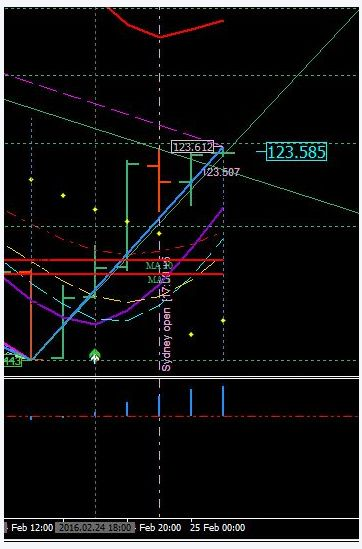 123.612
123.585
123.507
MA
MA
Sydney open
443
Feb 12:00
2016.02.24 18:00
Feb 20:00
25 Feb 00:00